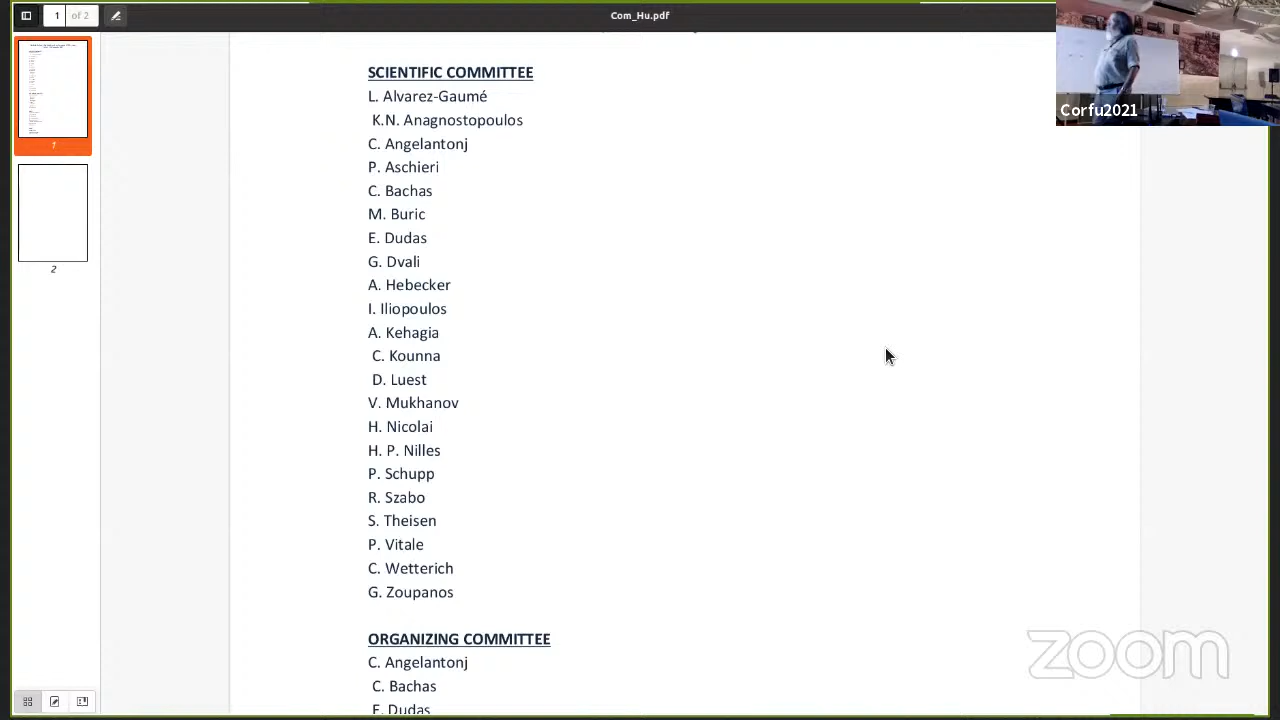 1 of 2
Com_Hu.pdf
Corfu2021
SCIENTIFIC COMMITTEE
L. Alvarez-Gaumé
K.N. Anagnostopoulos
C. Angelantonj
P. Aschieri
C. Bachas
M. Buric
E. Dudas
G. Dvali
A. Hebecker
I. Iliopoulos
A. Kehagia
C. Kounna
D. Luest
V. Mukhanov
H. Nicolai
H. P. Nilles
P. Schupp
R. Szabo
S. Theisen
P. Vitale
C. Wetterich
G. Zoupanos
ORGANIZING COMMITTEE
C. Angelantonj
C. Bachas
E. Dudas
1
2
zoom